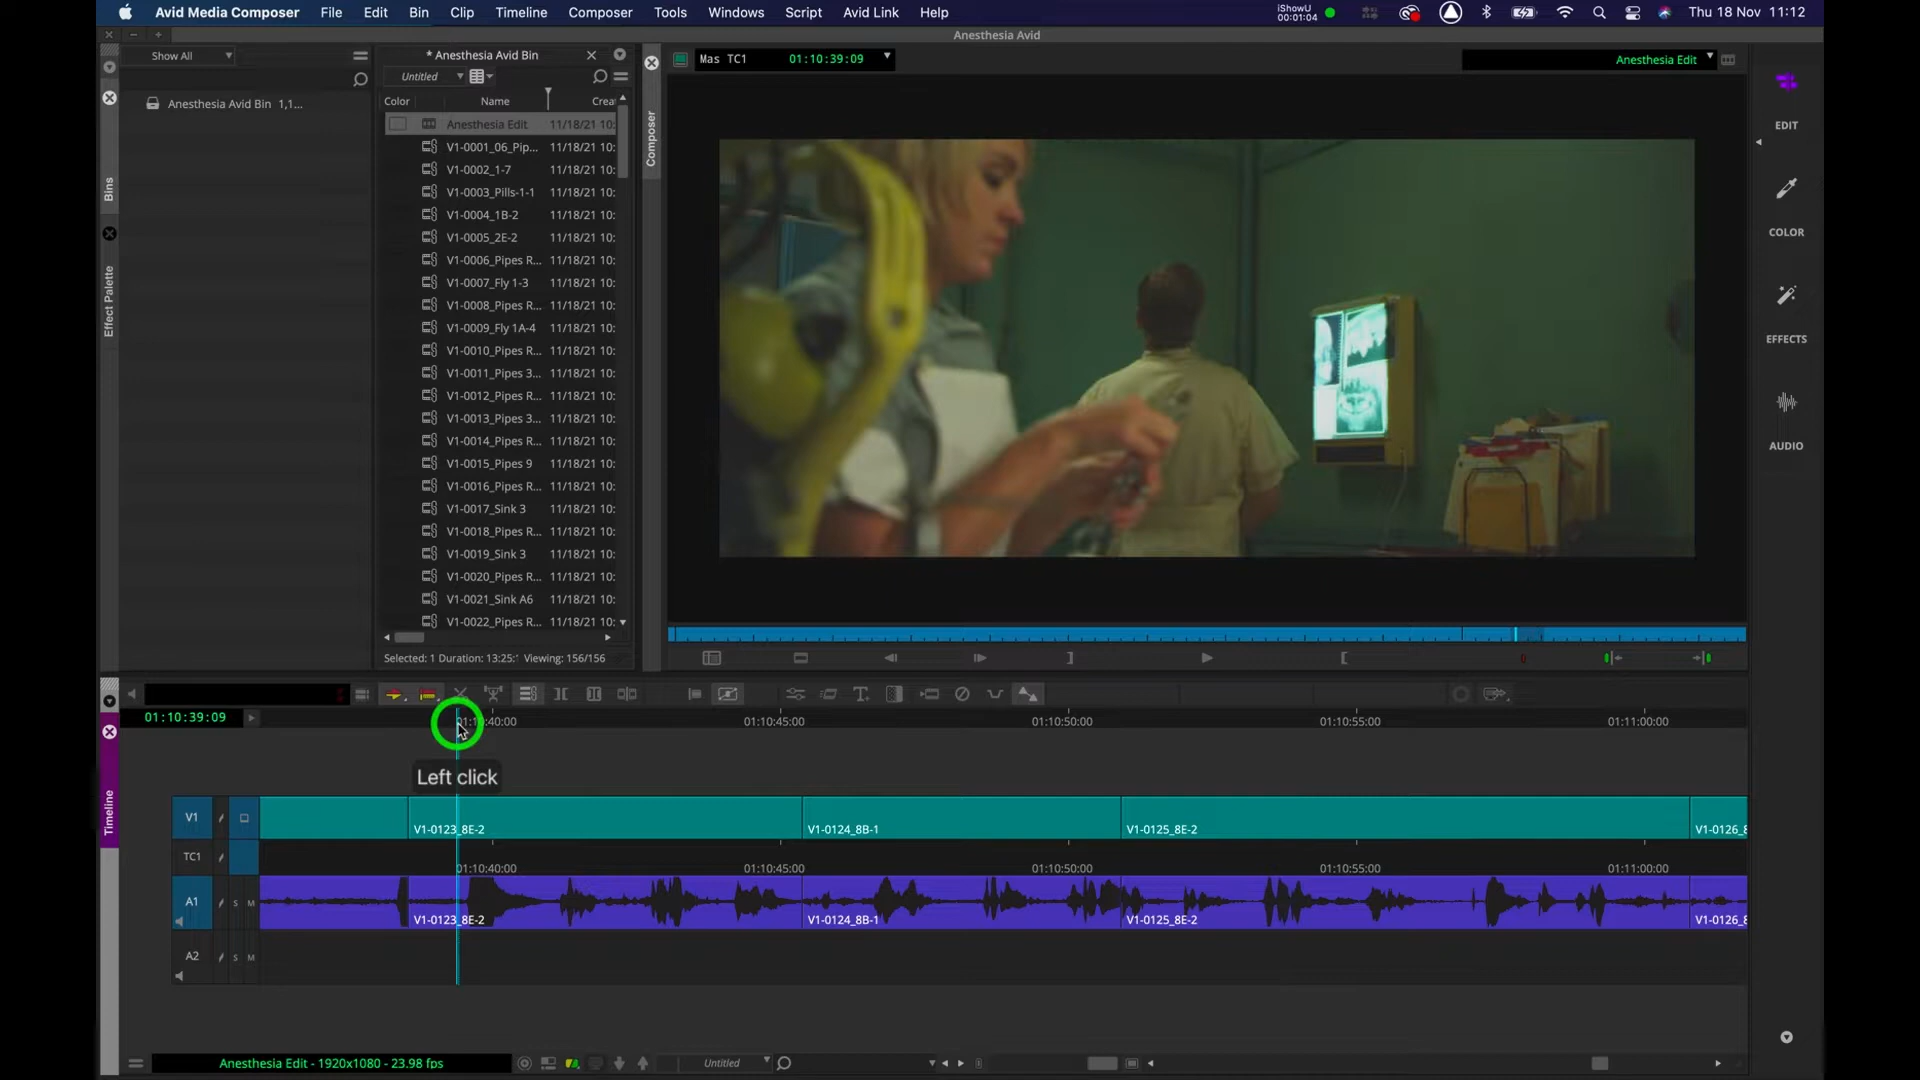 Avid Media Composer File Edit Bin Clip Timeline Composer Tools Windows Script Avid Link Help iShowU 00:01:04 Thu 18 Nov 11:12
Anesthesia Avid
Show All
Anesthesia Avid Bin 1,1...
Bins
Effect Palette
* Anesthesia Avid Bin
Untitled
Color Name Crea
Anesthesia Edit 11/18/21 10:
V1-0001_06_Pip... 11/18/21 10:
V1-0002_1-7 11/18/21 10:
V1-0003_Pills-1-1 11/18/21 10:
V1-0004_1B-2 11/18/21 10:
V1-0005_2E-2 11/18/21 10:
V1-0006_Pipes R... 11/18/21 10:
V1-0007_Fly 1-3 11/18/21 10:
V1-0008_Pipes R... 11/18/21 10:
V1-0009_Fly 1A-4 11/18/21 10:
V1-0010_Pipes R... 11/18/21 10:
V1-0011_Pipes 3... 11/18/21 10:
V1-0012_Pipes R... 11/18/21 10:
V1-0013_Pipes 3... 11/18/21 10:
V1-0014_Pipes R... 11/18/21 10:
V1-0015_Pipes 9 11/18/21 10:
V1-0016_Pipes R... 11/18/21 10:
V1-0017_Sink 3 11/18/21 10:
V1-0018_Pipes R... 11/18/21 10:
V1-0019_Sink 3 11/18/21 10:
V1-0020_Pipes R... 11/18/21 10:
V1-0021_Sink A6 11/18/21 10:
V1-0022_Pipes R... 11/18/21 10:
Selected: 1 Duration: 13:25:1 Viewing: 156/156
Composer
Mas TC1 01:10:39:09 Anesthesia Edit
EDIT
COLOR
EFFECTS
AUDIO
01:10:39:09
01:10:40:00 01:10:45:00 01:10:50:00 01:10:55:00 01:11:00:00
Left click
Timeline
V1 V1-0123_8E-2 V1-0124_8B-1 V1-0125_8E-2 V1-0126_8
TC1 01:10:40:00 01:10:45:00 01:10:50:00 01:10:55:00 01:11:00:00
A1 S M V1-0123_8E-2 V1-0124_8B-1 V1-0125_8E-2 V1-0126_8
A2 S M
Anesthesia Edit - 1920x1080 - 23.98 fps Untitled